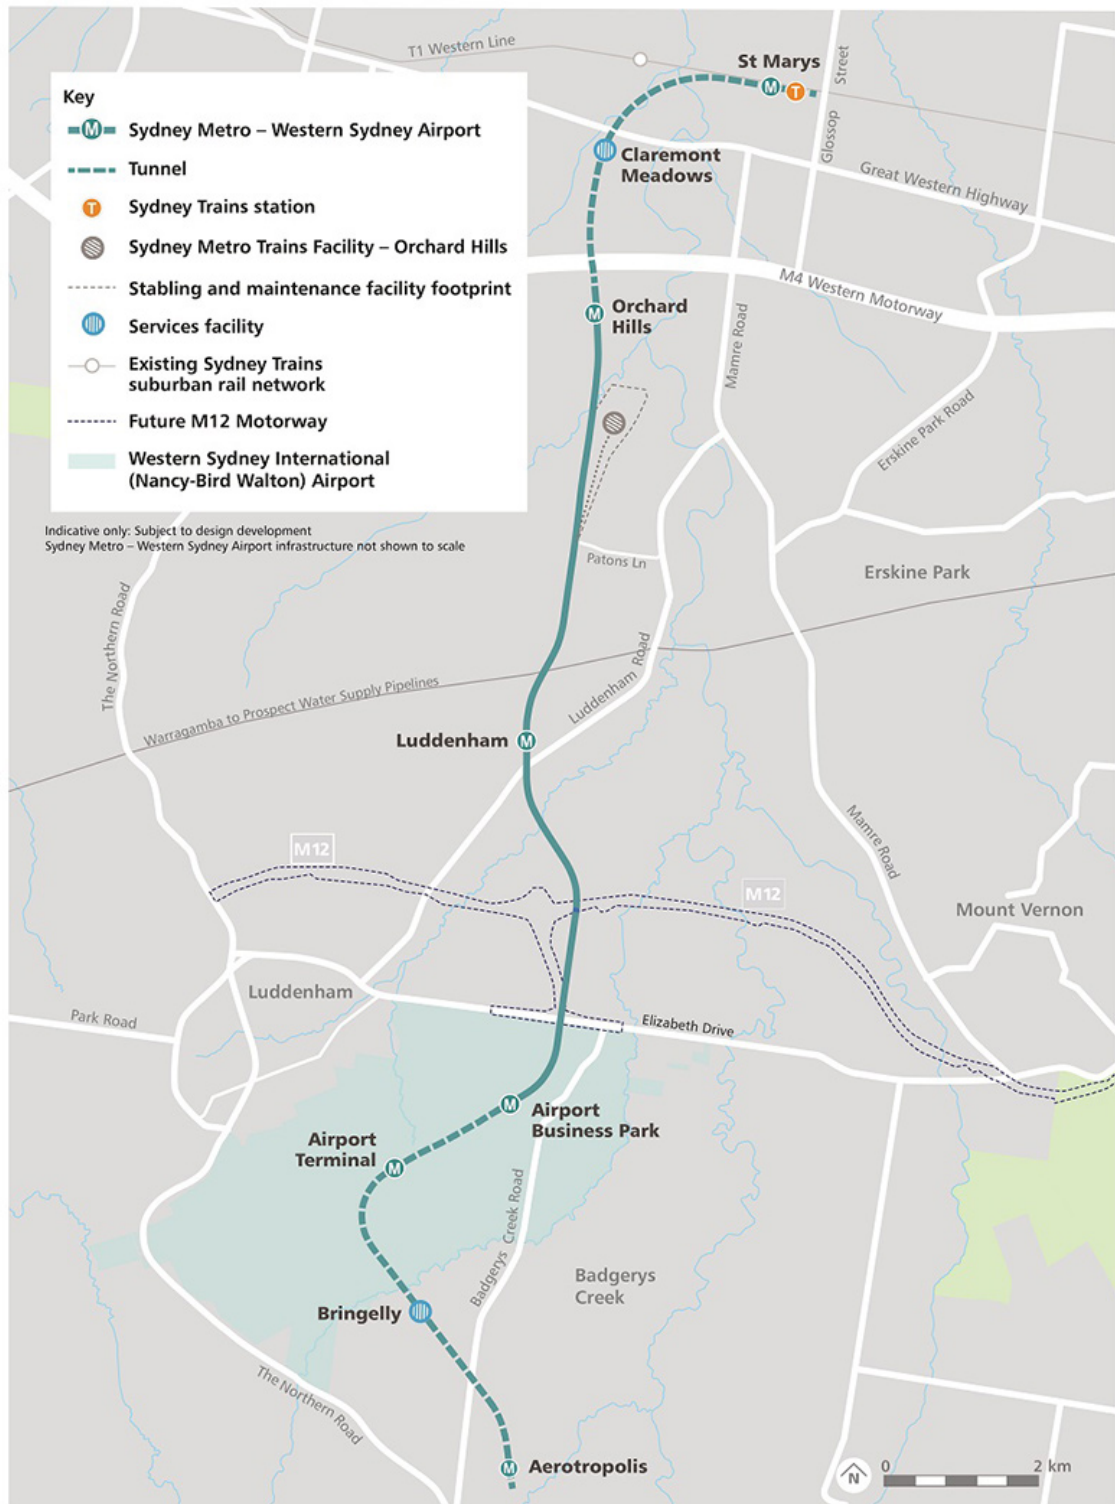 T1 Western Line
St Marys
M
T
Street
Glossop
Key
M
Sydney Metro – Western Sydney Airport
Tunnel
T
Sydney Trains station
Sydney Metro Trains Facility – Orchard Hills
Stabling and maintenance facility footprint
Services facility
Existing Sydney Trains
suburban rail network
Future M12 Motorway
Western Sydney International
(Nancy-Bird Walton) Airport
Indicative only: Subject to design development
Sydney Metro – Western Sydney Airport infrastructure not shown to scale
Claremont
Meadows
Great Western Highway
M4 Western Motorway
M
Orchard
Hills
Mamre Road
Erskine Park Road
Patons Ln
Erskine Park
The Northern Road
Luddenham Road
Warragamba to Prospect Water Supply Pipelines
Luddenham
M
Mamre Road
M12
M12
Mount Vernon
Luddenham
Park Road
Elizabeth Drive
M
Airport
Business Park
Airport
Terminal
M
Badgerys Creek Road
Badgerys
Creek
Bringelly
The Northern Road
M
Aerotropolis
N
0
2 km